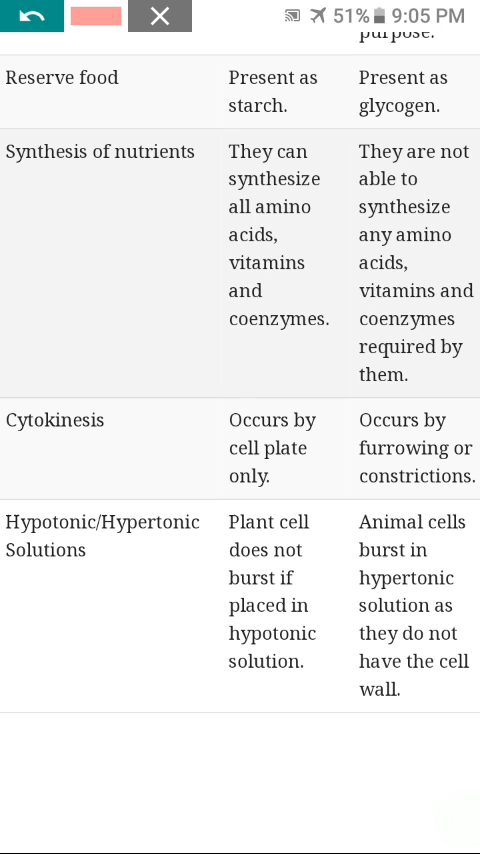 51% 9:05 PM
purpose.
Reserve food
Present as
starch.
Present as
glycogen.
Synthesis of nutrients
They can
synthesize
all amino
acids,
vitamins
and
coenzymes.
They are not
able to
synthesize
any amino
acids,
vitamins and
coenzymes
required by
them.
Cytokinesis
Occurs by
cell plate
only.
Occurs by
furrowing or
constrictions.
Hypotonic/Hypertonic
Solutions
Plant cell
does not
burst if
placed in
hypotonic
solution.
Animal cells
burst in
hypertonic
solution as
they do not
have the cell
wall.